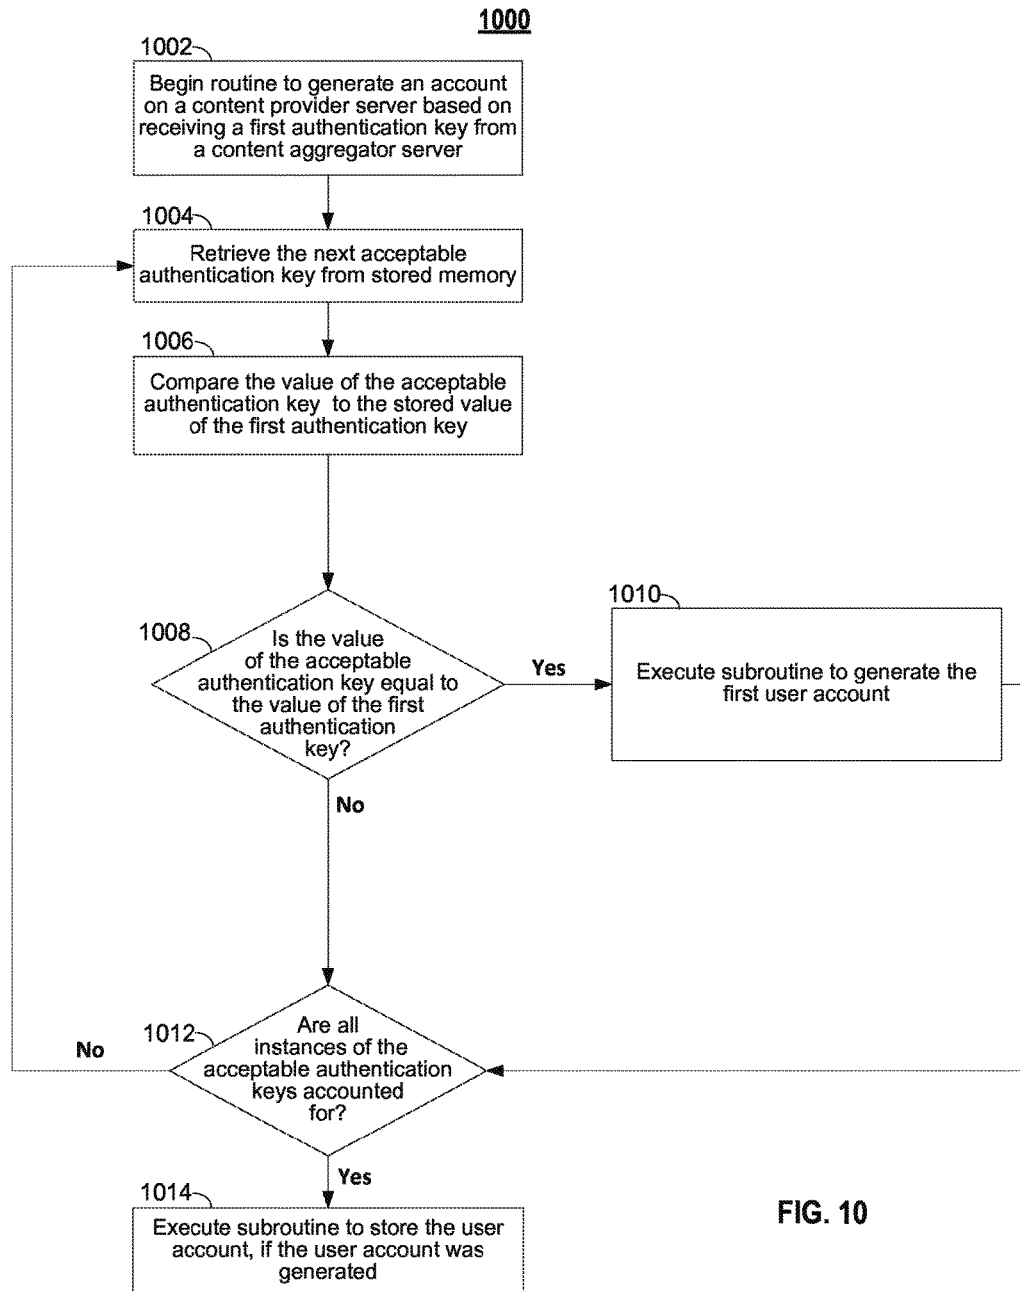 1000
1002
Begin routine to generate an account
on a content provider server based on
receiving a first authentication key from
a content aggregator server
1004
Retrieve the next acceptable
authentication key from stored memory
1006
Compare the value of the acceptable
authentication key to the stored value
of the first authentication key
1008
Is the value
of the acceptable
authentication key equal to
the value of the first
authentication
key?
Yes
1010
Execute subroutine to generate the
first user account
No
1012
Are all
instances of the
acceptable authentication
keys accounted
for?
No
Yes
1014
Execute subroutine to store the user
account, if the user account was
generated
FIG. 10